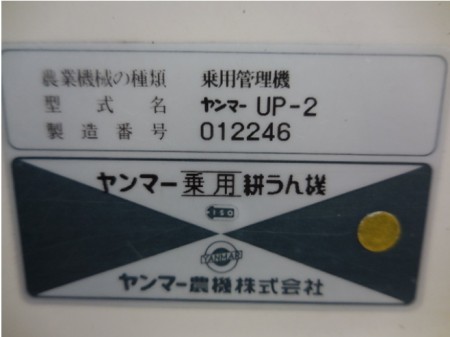 農業機械の種類 乗用管理機
型式名 ヤンマー UP-2
製造番号 012246
ヤンマー乗用耕うん機
ISO
YANMAR
ヤンマー農機株式会社